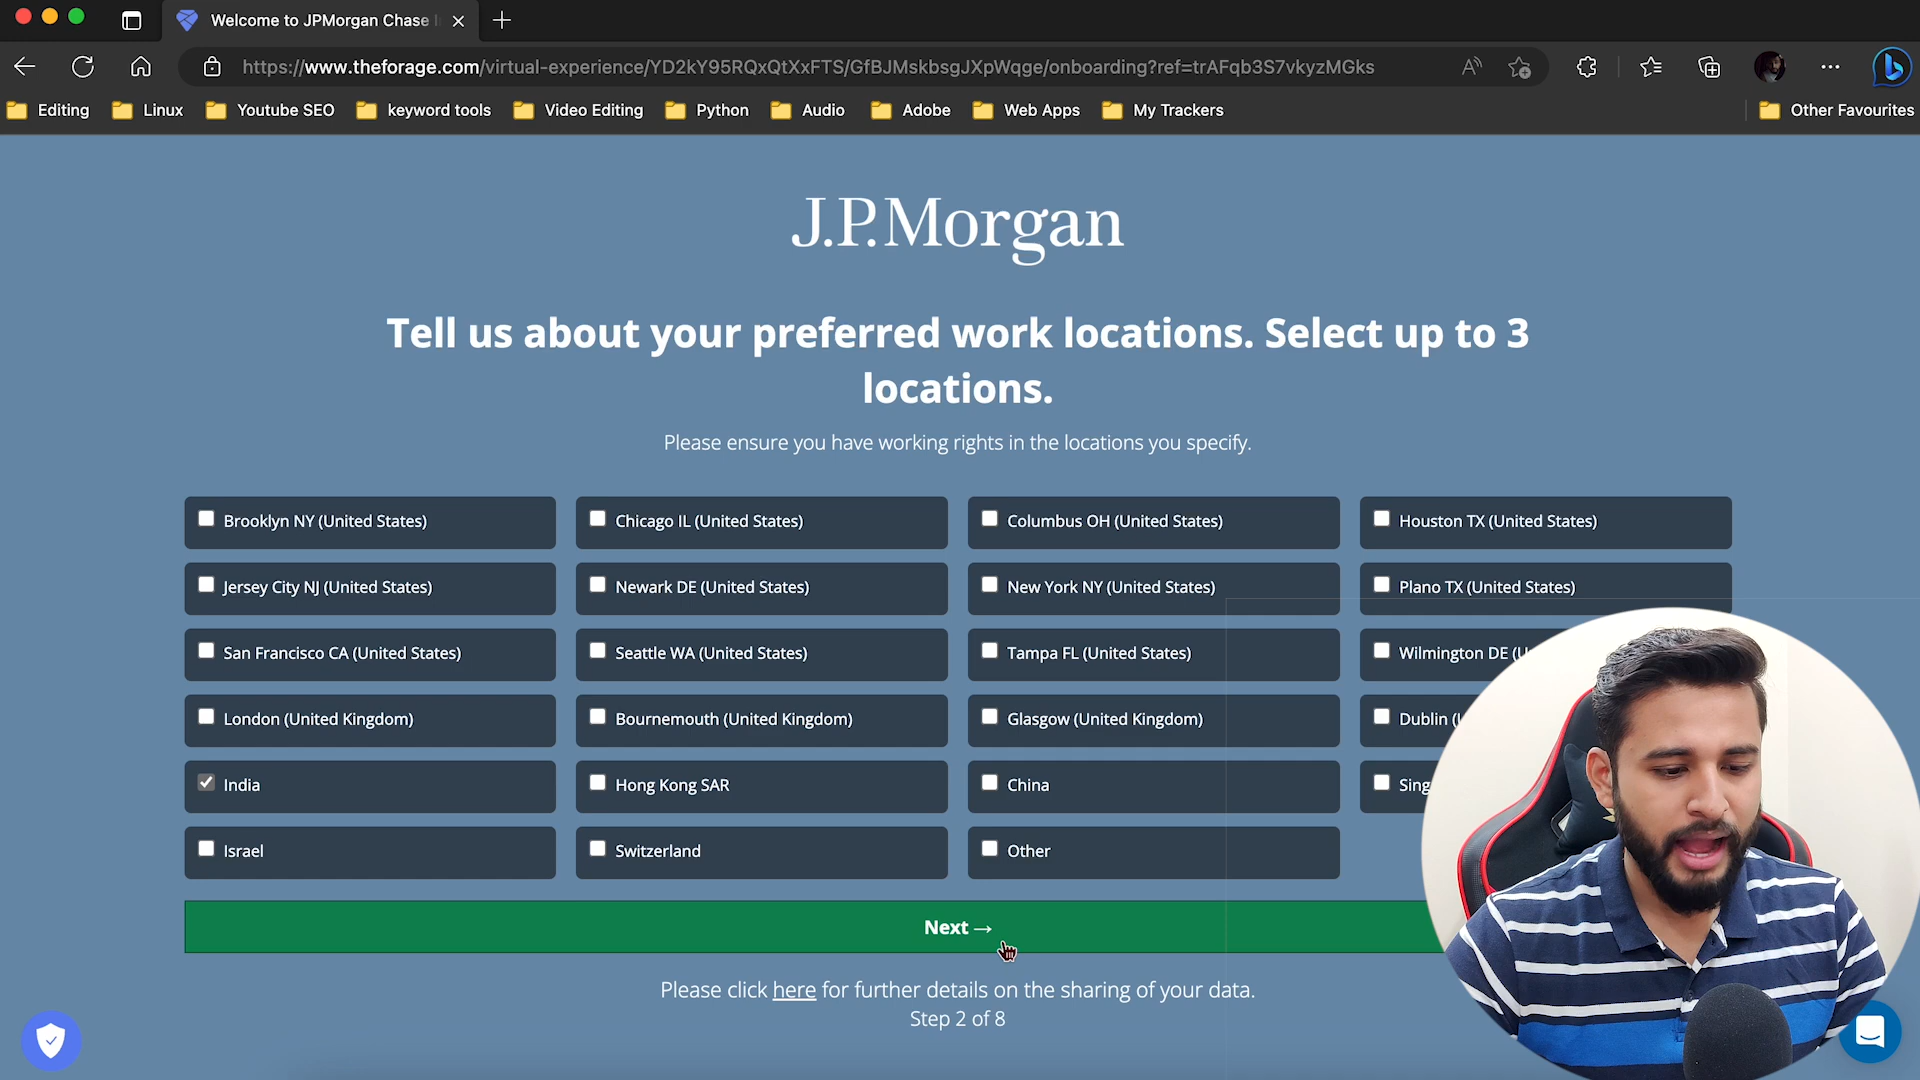 Welcome to JPMorgan Chase
https://www.theforage.com/virtual-experience/YD2kY95RQxQtXxFTS/GfBJMskbsgJXpWqge/onboarding?ref=trAFqb3S7vkyzMGks
Editing Linux Youtube SEO keyword tools Video Editing Python Audio Adobe Web Apps My Trackers Other Favourites
J.P.Morgan
Tell us about your preferred work locations. Select up to 3
locations.
Please ensure you have working rights in the locations you specify.
Brooklyn NY (United States) Chicago IL (United States) Columbus OH (United States) Houston TX (United States)
Jersey City NJ (United States) Newark DE (United States) New York NY (United States) Plano TX (United States)
San Francisco CA (United States) Seattle WA (United States) Tampa FL (United States) Wilmington DE
London (United Kingdom) Bournemouth (United Kingdom) Glasgow (United Kingdom) Dublin
India Hong Kong SAR China
Israel Switzerland Other
Next →
Please click here for further details on the sharing of your data.
Step 2 of 8